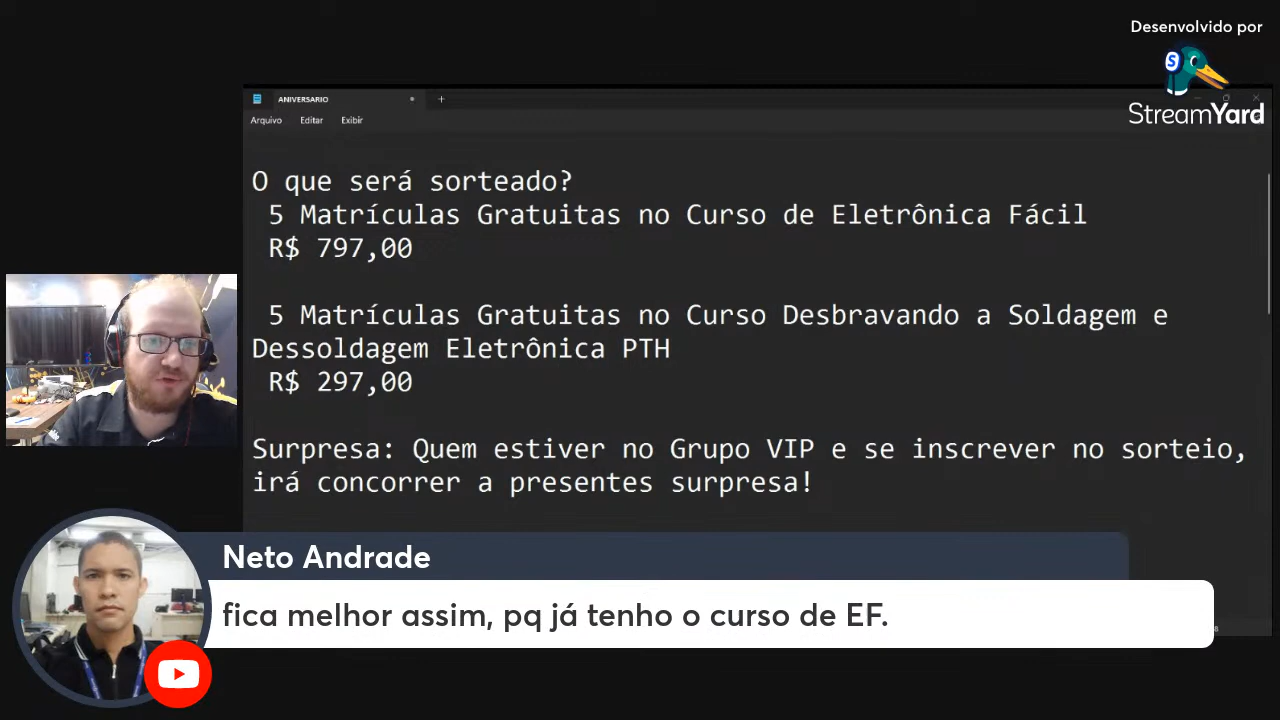 Desenvolvido por
StreamYard
ANIVERSARIO
Arquivo Editar Exibir
O que será sorteado?
5 Matrículas Gratuitas no Curso de Eletrônica Fácil
R$ 797,00
5 Matrículas Gratuitas no Curso Desbravando a Soldagem e
Dessoldagem Eletrônica PTH
R$ 297,00
Surpresa: Quem estiver no Grupo VIP e se inscrever no sorteio,
irá concorrer a presentes surpresa!
Neto Andrade
fica melhor assim, pq já tenho o curso de EF.